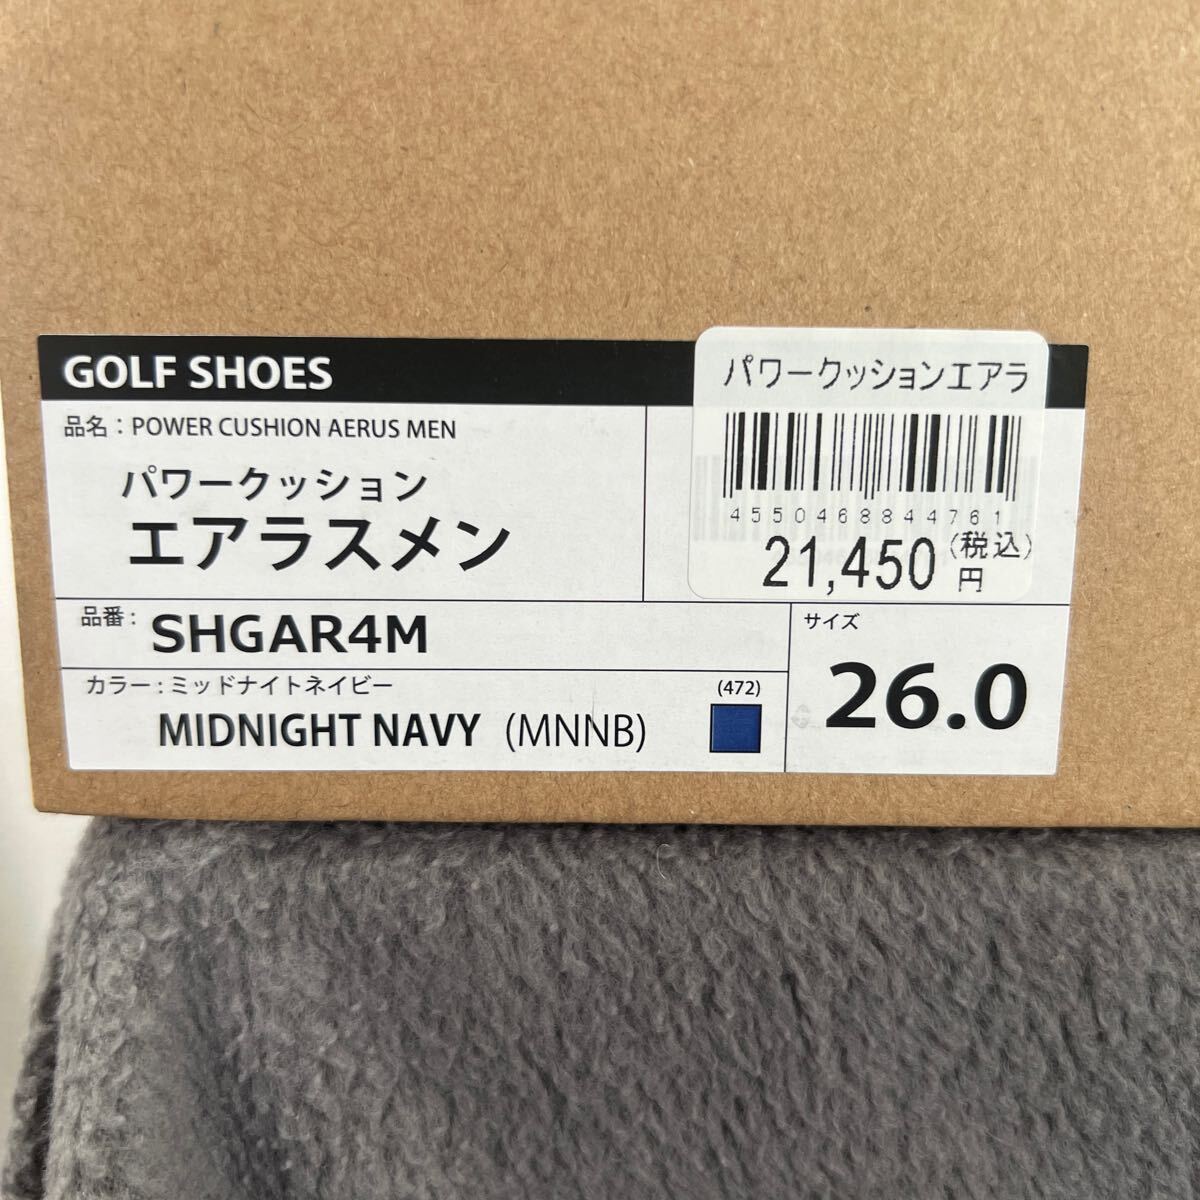 GOLF SHOES
品名：POWER CUSHION AERUS MEN
パワークッション
エアラスメン
パワークッションエアラ
4550468844761
21,450円(税込)
品番：SHGAR4M
カラー：ミッドナイトネイビー
(472)
MIDNIGHT NAVY (MNNB)
サイズ
26.0